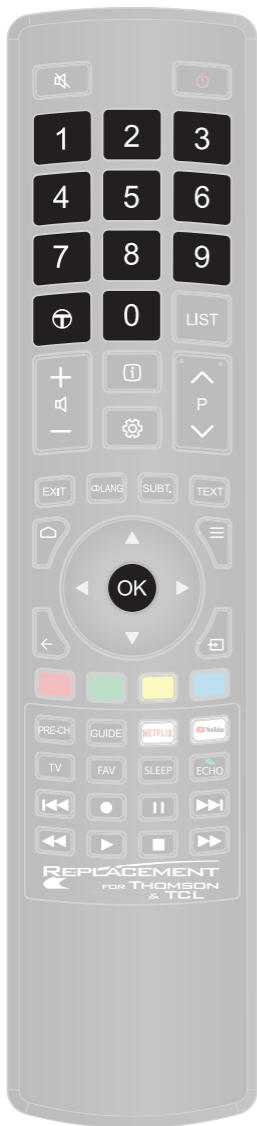 1 2 3
4 5 6
7 8 9
0 LIST
+ i
P
−
EXIT LANG SUBT. TEXT
OK
PRE-CH GUIDE NETFLIX YouTube
TV FAV SLEEP ECHO
REPLACEMENT
FOR THOMSON
& TCL